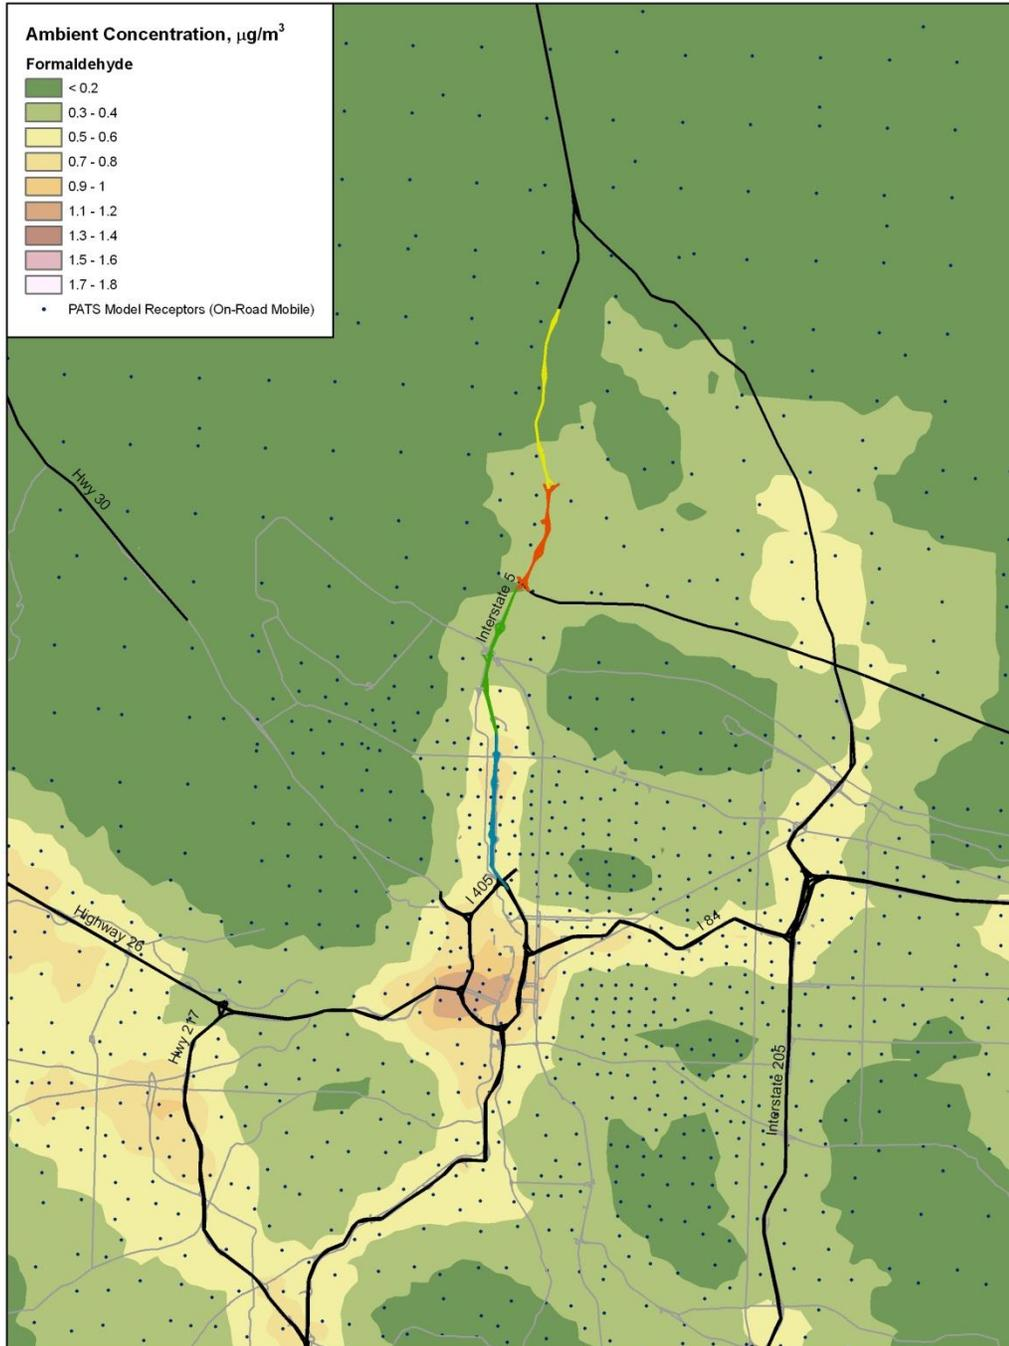 Ambient Concentration, µg/m³
Formaldehyde
< 0.2
0.3 - 0.4
0.5 - 0.6
0.7 - 0.8
0.9 - 1
1.1 - 1.2
1.3 - 1.4
1.5 - 1.6
1.7 - 1.8
PATS Model Receptors (On-Road Mobile)
Hwy 30
Interstate 5
I 405
I 84
Highway 26
Hwy 217
Interstate 205